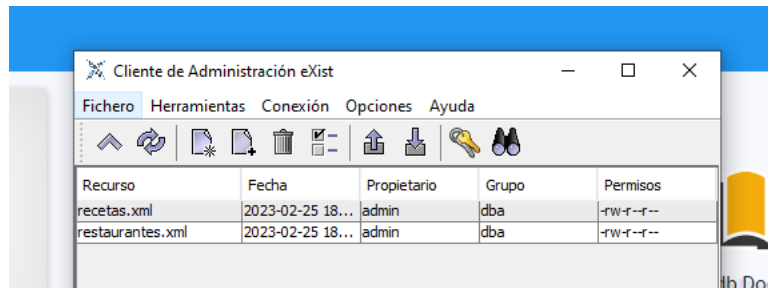 Cliente de Administración eXist
Fichero Herramientas Conexión Opciones Ayuda
Recurso Fecha Propietario Grupo Permisos
recetas.xml 2023-02-25 18... admin dba -rw-r--r--
restaurantes.xml 2023-02-25 18... admin dba -rw-r--r--